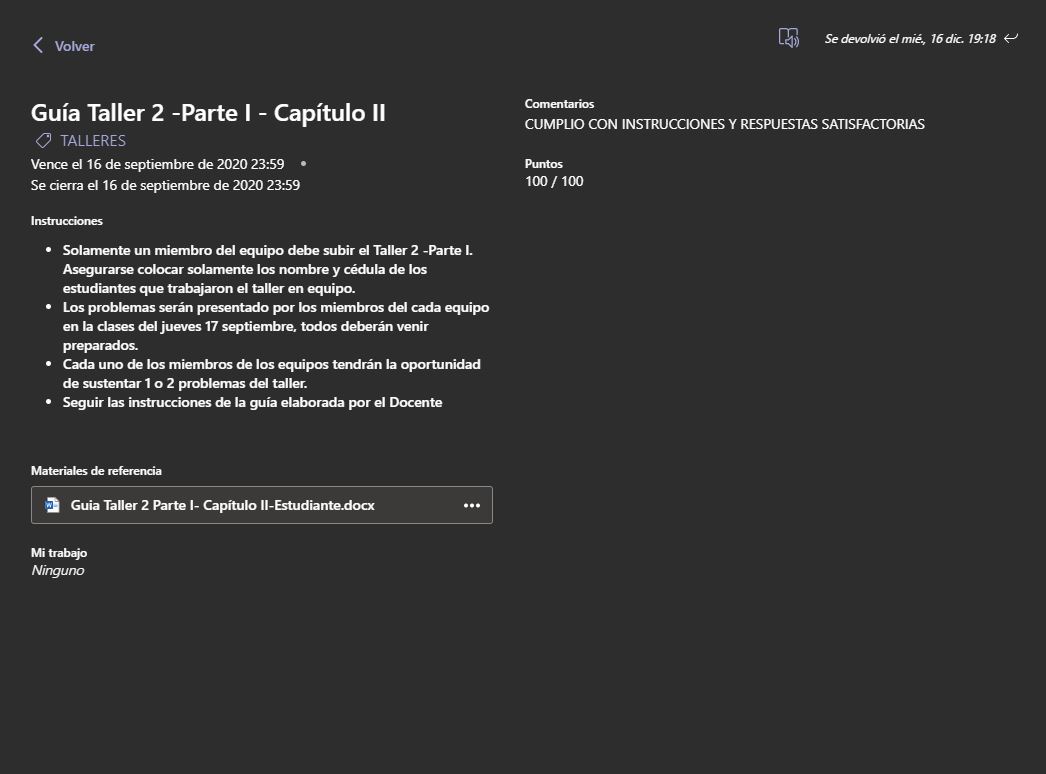 Volver
Se devolvió el mié., 16 dic. 19:18
Guía Taller 2 -Parte I - Capítulo II
TALLERES
Vence el 16 de septiembre de 2020 23:59 •
Se cierra el 16 de septiembre de 2020 23:59
Instrucciones
• Solamente un miembro del equipo debe subir el Taller 2 -Parte I.
Asegurarse colocar solamente los nombre y cédula de los
estudiantes que trabajaron el taller en equipo.
• Los problemas serán presentado por los miembros del cada equipo
en la clases del jueves 17 septiembre, todos deberán venir
preparados.
• Cada uno de los miembros de los equipos tendrán la oportunidad
de sustentar 1 o 2 problemas del taller.
• Seguir las instrucciones de la guía elaborada por el Docente
Materiales de referencia
Guia Taller 2 Parte I- Capítulo II-Estudiante.docx
Mi trabajo
Ninguno
Comentarios
CUMPLIO CON INSTRUCCIONES Y RESPUESTAS SATISFACTORIAS
Puntos
100 / 100